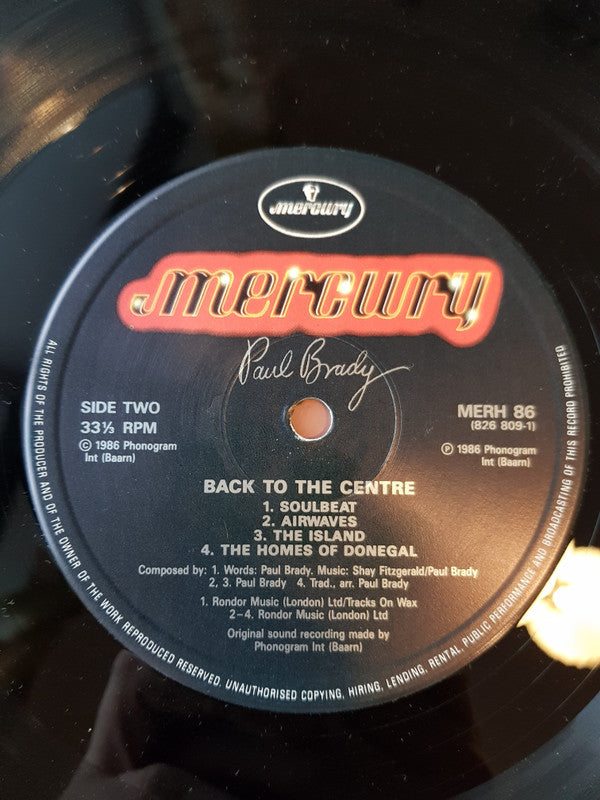 mercury
mercury
Paul Brady
SIDE TWO
33⅓ RPM
© 1986 Phonogram
Int (Baarn)
MERH 86
(826 809-1)
℗ 1986 Phonogram
Int (Baarn)
BACK TO THE CENTRE
1. SOULBEAT
2. AIRWAVES
3. THE ISLAND
4. THE HOMES OF DONEGAL
Composed by: 1. Words: Paul Brady. Music: Shay Fitzgerald/Paul Brady
2, 3. Paul Brady 4. Trad., arr. Paul Brady
1. Rondor Music (London) Ltd/Tracks On Wax
2–4. Rondor Music (London) Ltd
Original sound recording made by
Phonogram Int (Baarn)
ALL RIGHTS OF THE PRODUCER AND OF THE OWNER OF THE WORK REPRODUCED RESERVED. UNAUTHORISED COPYING, HIRING, LENDING, RENTAL PUBLIC PERFORMANCE AND BROADCASTING OF THIS RECORD PROHIBITED